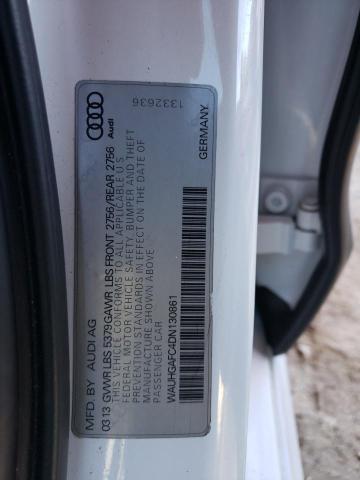 MFD. BY AUDI AG
03 13 GVWR LBS 5379 GAWR LBS FRONT 2756/REAR 2756
THIS VEHICLE CONFORMS TO ALL APPLICABLE U S
FEDERAL MOTOR VEHICLE SAFETY, BUMPER AND THEFT
PREVENTION STANDARDS IN EFFECT ON THE DATE OF
MANUFACTURE SHOWN ABOVE.
PASSENGER CAR
WAUHGAFC4DN130861
GERMANY
Audi
1332636